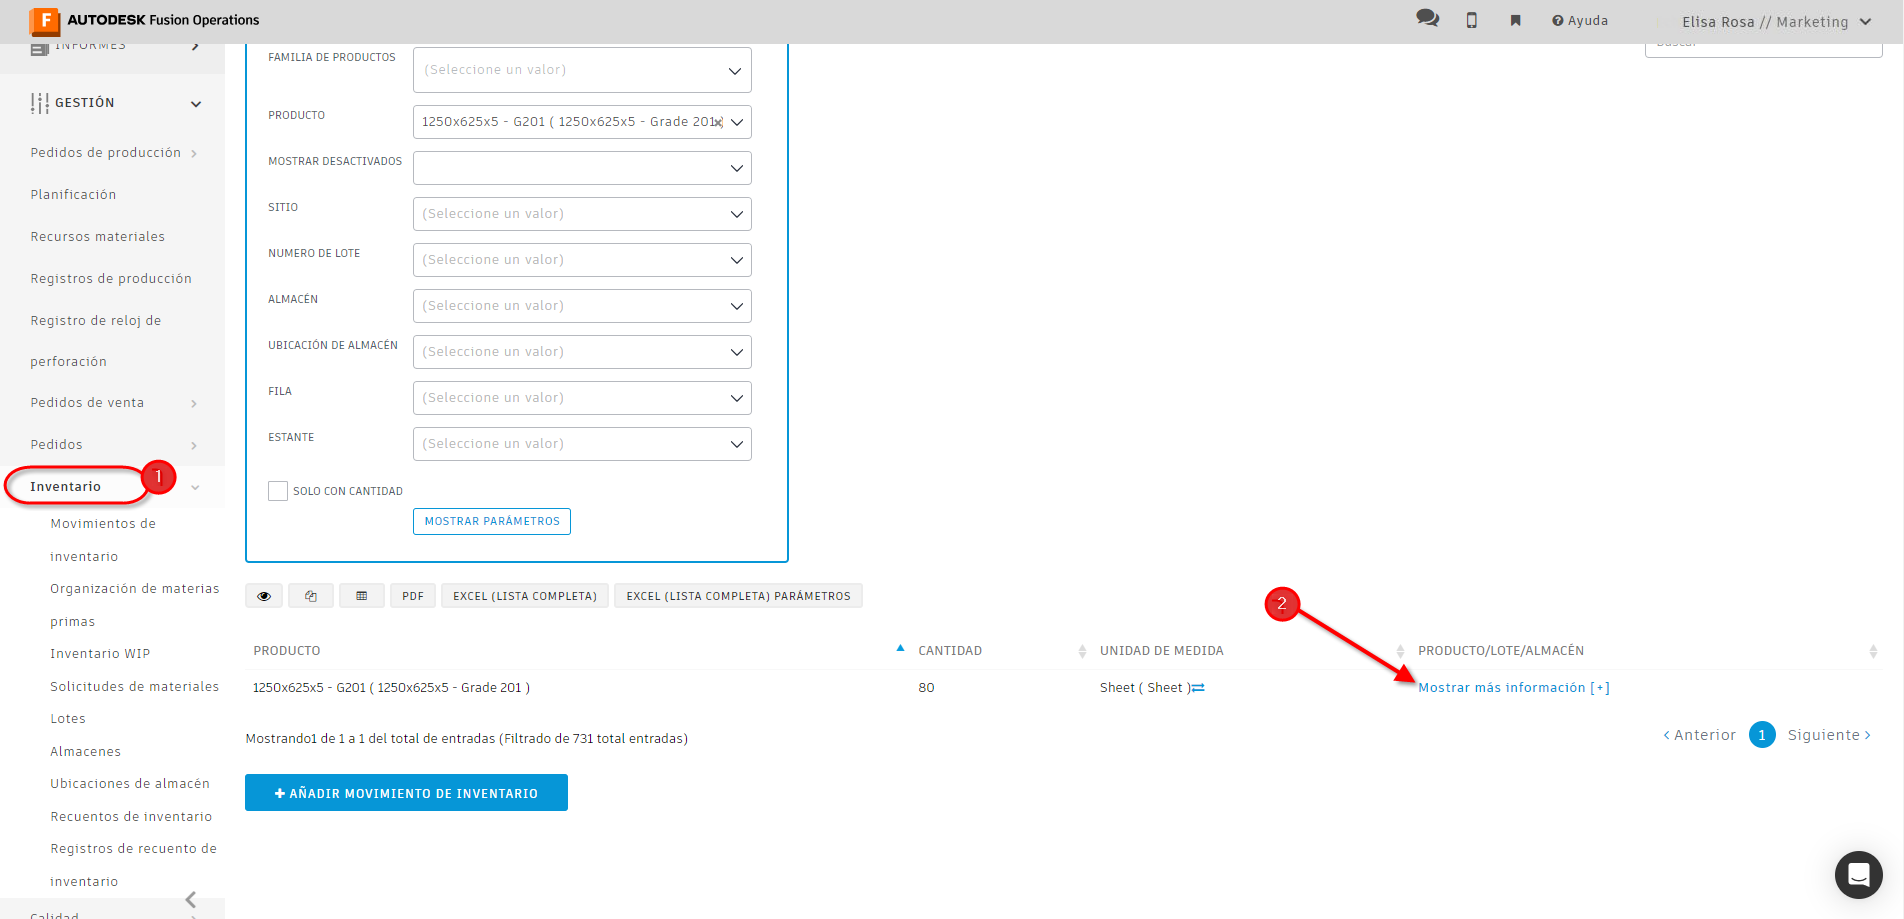 F AUTODESK Fusion Operations
Ayuda
Elisa Rosa // Marketing
INFORMES
GESTIÓN
Pedidos de producción
Planificación
Recursos materiales
Registros de producción
Registro de reloj de
perforación
Pedidos de venta
Pedidos
Inventario
1
Movimientos de
inventario
Organización de materias
primas
Inventario WIP
Solicitudes de materiales
Lotes
Almacenes
Ubicaciones de almacén
Recuentos de inventario
Registros de recuento de
inventario
Calidad
FAMILIA DE PRODUCTOS
(Seleccione un valor)
PRODUCTO
1250x625x5 - G201 ( 1250x625x5 - Grade 201 )
MOSTRAR DESACTIVADOS
SITIO
(Seleccione un valor)
NUMERO DE LOTE
(Seleccione un valor)
ALMACÉN
(Seleccione un valor)
UBICACIÓN DE ALMACÉN
(Seleccione un valor)
FILA
(Seleccione un valor)
ESTANTE
(Seleccione un valor)
SOLO CON CANTIDAD
MOSTRAR PARÁMETROS
Buscar
PDF
EXCEL (LISTA COMPLETA)
EXCEL (LISTA COMPLETA) PARÁMETROS
2
PRODUCTO
CANTIDAD
UNIDAD DE MEDIDA
PRODUCTO/LOTE/ALMACÉN
1250x625x5 - G201 ( 1250x625x5 - Grade 201 )
80
Sheet ( Sheet )
Mostrar más información [+]
Mostrando1 de 1 a 1 del total de entradas (Filtrado de 731 total entradas)
< Anterior
1
Siguiente >
+ AÑADIR MOVIMIENTO DE INVENTARIO